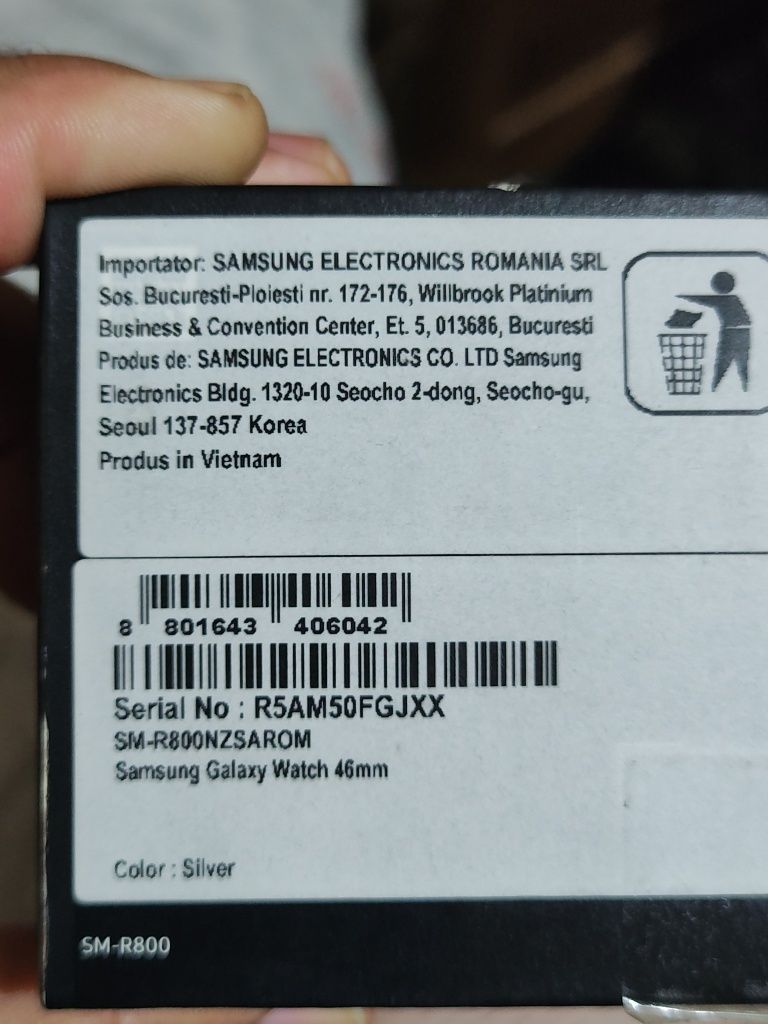 Importator: SAMSUNG ELECTRONICS ROMANIA SRL
Sos. Bucuresti-Ploiesti nr. 172-176, Willbrook Platinium
Business & Convention Center, Et. 5, 013686, Bucuresti
Produs de: SAMSUNG ELECTRONICS CO. LTD Samsung
Electronics Bldg. 1320-10 Seocho 2-dong, Seocho-gu,
Seoul 137-857 Korea
Produs in Vietnam
8 801643 406042
Serial No : R5AM50FGJXX
SM-R800NZSAROM
Samsung Galaxy Watch 46mm
Color : Silver
SM-R800